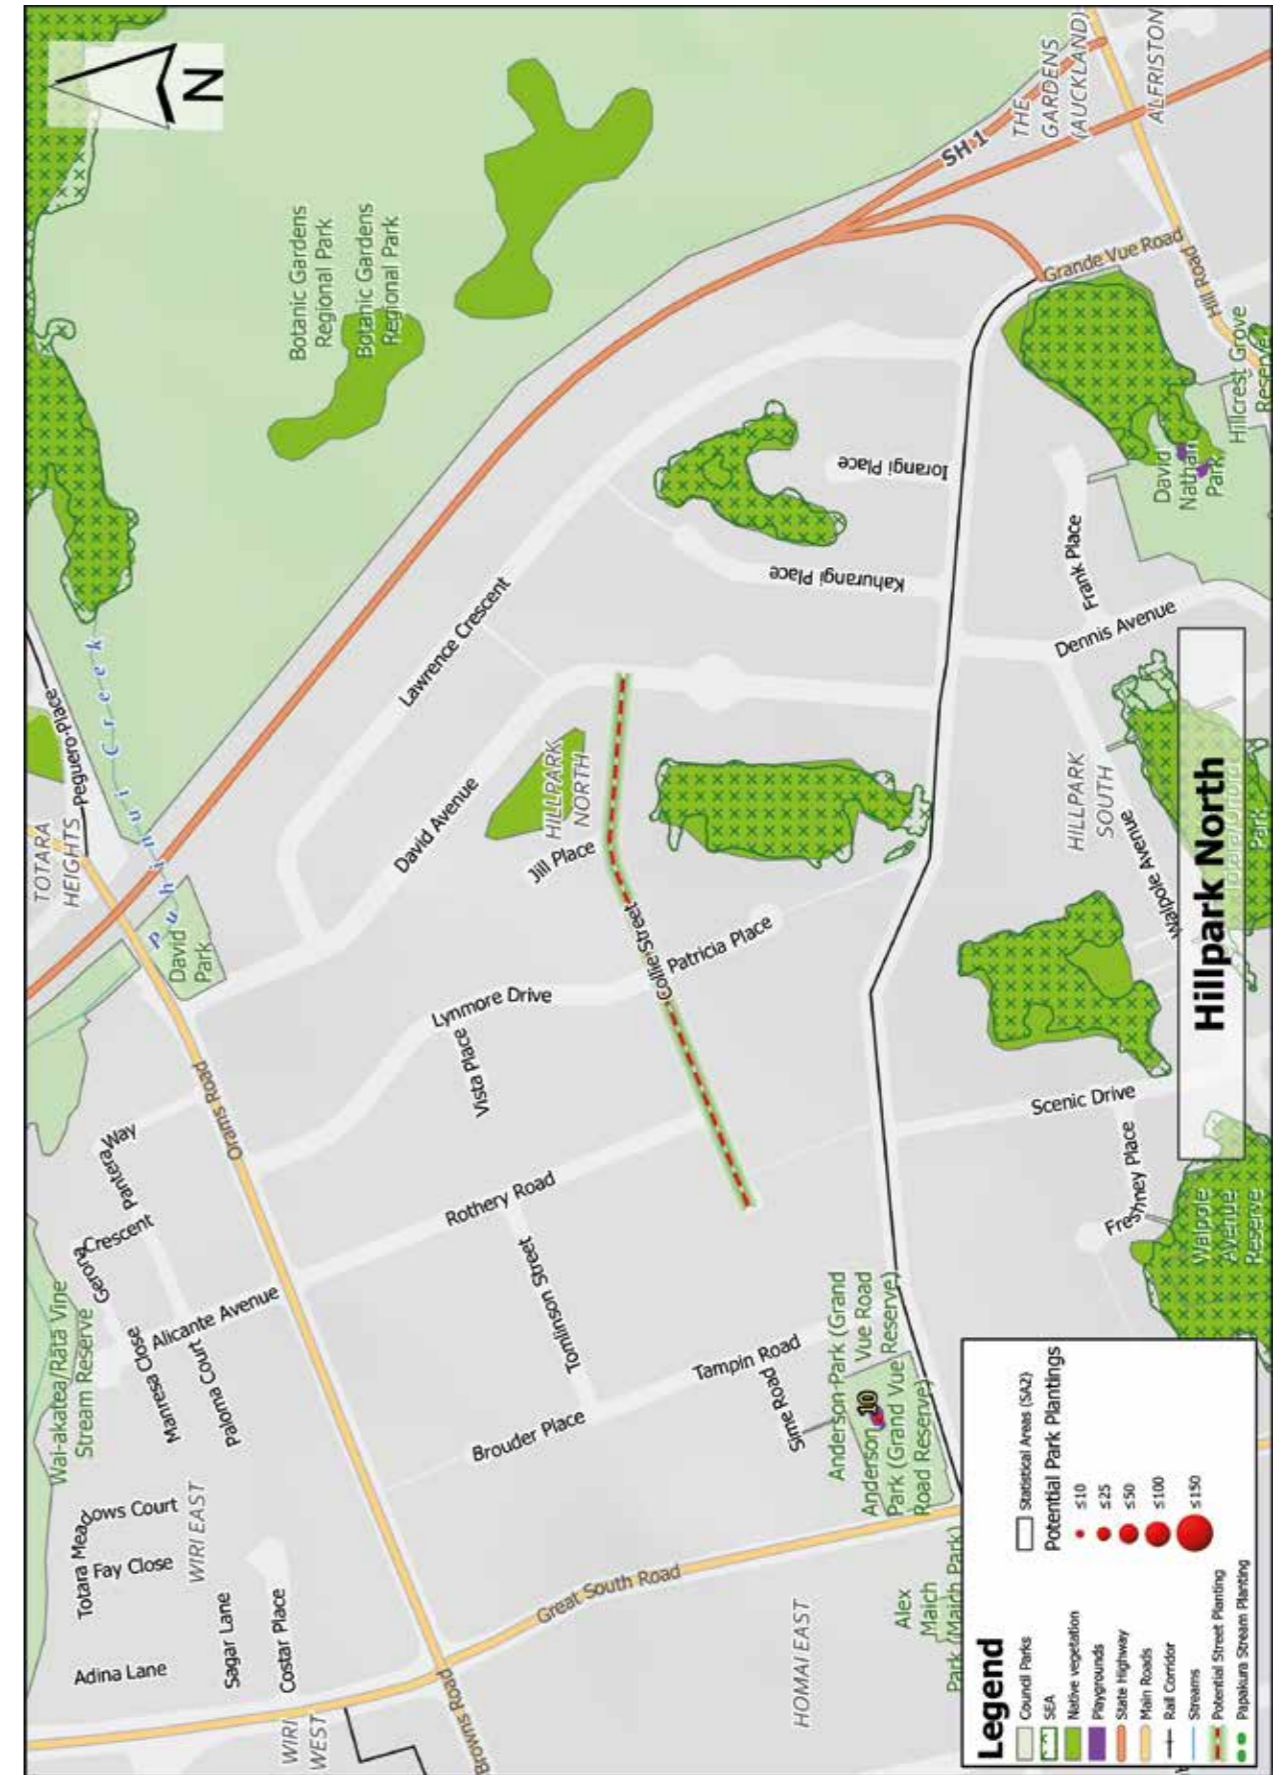 N
THE
GARDENS
(AUCKLAND)
ALFRISTON
SH 1
Botanic Gardens
Regional Park
Botanic Gardens
Regional Park
Grande Vue Road
Hill Road
Hillcrest Grove
Reserve
David
Nathan
Park
Iorangi Place
Kahurangi Place
Frank Place
Dennis Avenue
Lawrence Crescent
Puhinui Creek
Peguero Place
TOTARA
HEIGHTS
David
Park
David Avenue
HILLPARK
NORTH
Jill Place
HILLPARK
SOUTH
Walpole Avenue
Park
Collie Street
Patricia Place
Lynmore Drive
Vista Place
Orams Road
Pantera Way
Gerona Crescent
Rothery Road
Tomlinson Street
Scenic Drive
Freshney Place
Walpole
Avenue
Reserve
Wai-akatea/Rata Vine
Stream Reserve
Alicante Avenue
Manresa Close
Paloma Court
Tampin Road
Sime Road
Brouder Place
Anderson Park (Grand
Vue Road
Reserve)
Anderson
Park (Grand Vue
Road Reserve)
10
Totara Meadows Court
Fay Close
WIRI EAST
Adina Lane
Sagar Lane
Costar Place
WIRI
WEST
Great South Road
Browns Road
HOMAI EAST
Alex
Maich
Park (Maich Park)
Hillpark North
Legend
Council Parks
SEA
Native vegetation
Playgrounds
State Highway
Main Roads
Rail Corridor
Streams
Potential Street Planting
Papakura Stream Planting
Statistical Areas (SA2)
Potential Park Plantings
≤10
≤25
≤50
≤100
≤150